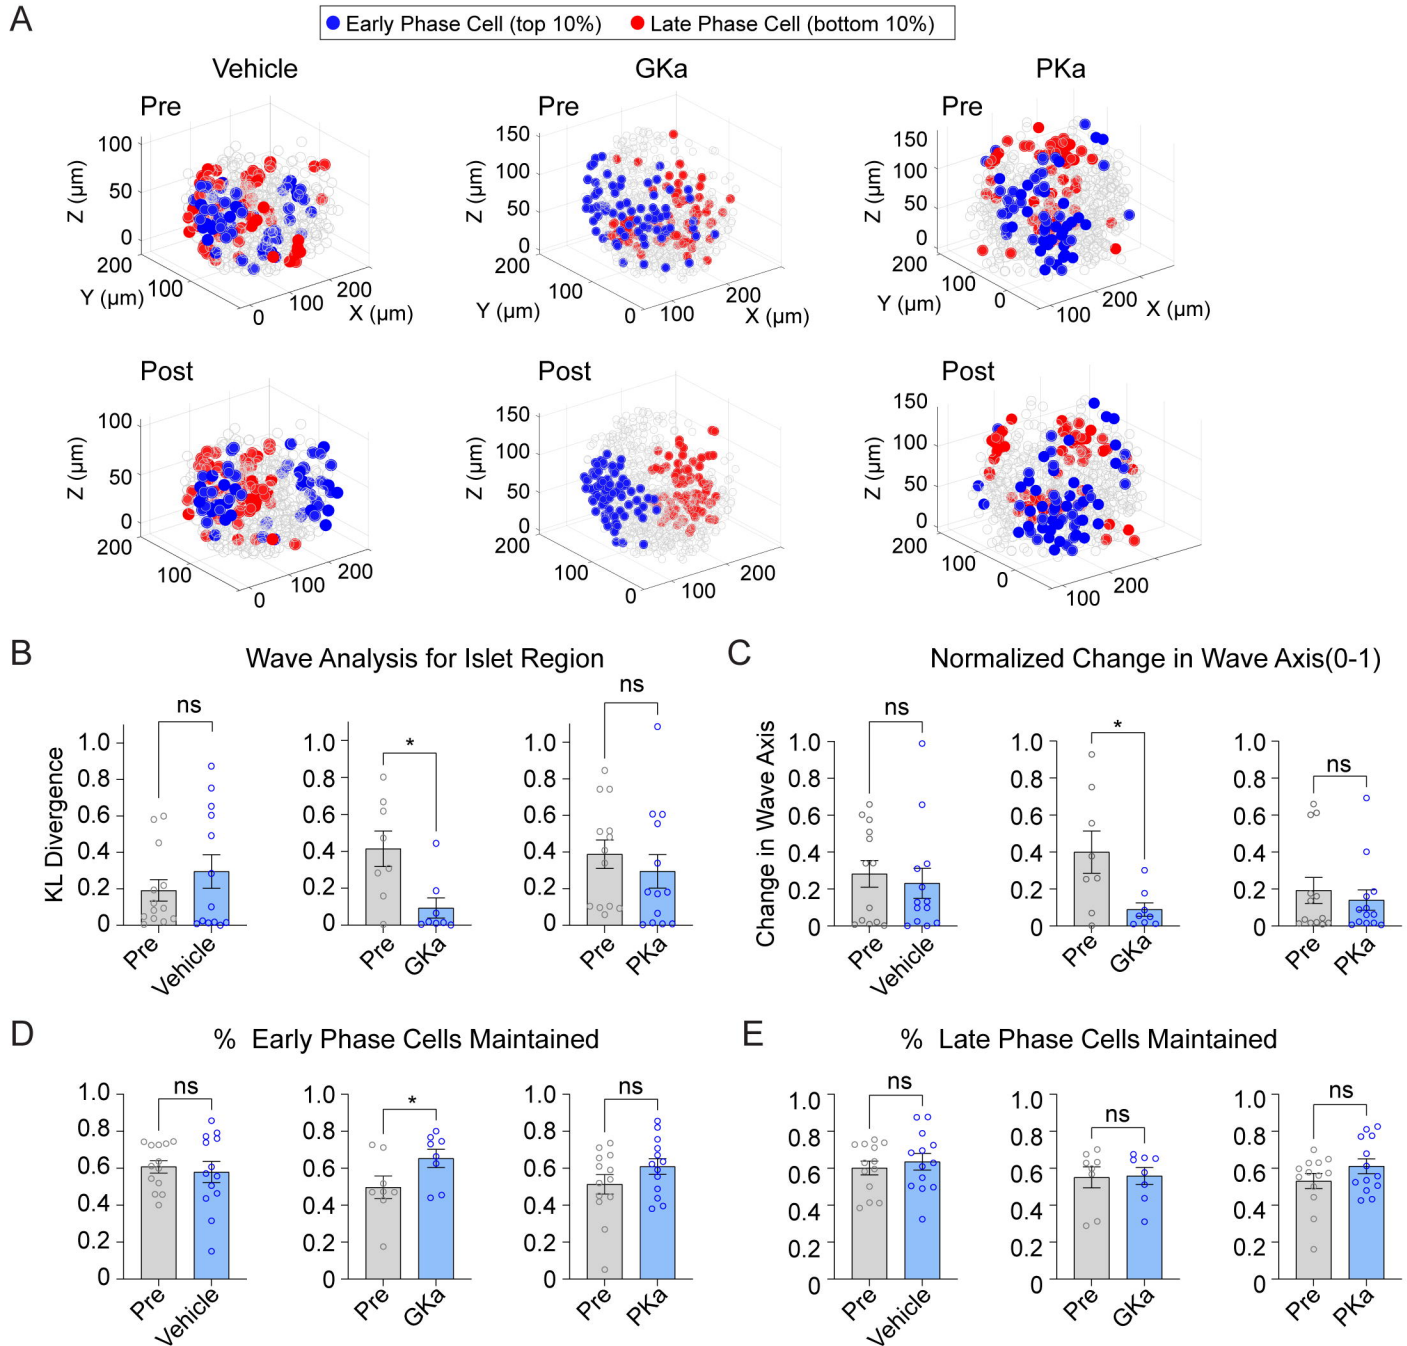 A
Early Phase Cell (top 10%) Late Phase Cell (bottom 10%)
Vehicle GKa PKa
Pre Pre Pre
100
50
0
Z (µm)
200
100
0
Y (µm)
100
200
X (µm)
150
100
50
0
Z (µm)
200
100
0
Y (µm)
100
200
X (µm)
150
100
50
0
Z (µm)
200
100
0
Y (µm)
100
200
X (µm)
Post Post Post
100
50
0
Z (µm)
200
100
0
100
200
150
100
50
0
Z (µm)
200
100
0
100
200
150
100
50
0
Z (µm)
200
100
0
100
200
B Wave Analysis for Islet Region
KL Divergence
1.0
0.8
0.6
0.4
0.2
0
ns
Pre
Vehicle
1.0
0.8
0.6
0.4
0.2
0
*
Pre
GKa
1.0
0.8
0.6
0.4
0.2
0
ns
Pre
PKa
C Normalized Change in Wave Axis(0-1)
Change in Wave Axis
1.0
0.8
0.6
0.4
0.2
0
ns
Pre
Vehicle
1.0
0.8
0.6
0.4
0.2
0
*
Pre
GKa
1.0
0.8
0.6
0.4
0.2
0
ns
Pre
PKa
D % Early Phase Cells Maintained
1.0
0.8
0.6
0.4
0.2
0
ns
Pre
Vehicle
1.0
0.8
0.6
0.4
0.2
0
*
Pre
GKa
1.0
0.8
0.6
0.4
0.2
0
ns
Pre
PKa
E % Late Phase Cells Maintained
1.0
0.8
0.6
0.4
0.2
0
ns
Pre
Vehicle
1.0
0.8
0.6
0.4
0.2
0
ns
Pre
GKa
1.0
0.8
0.6
0.4
0.2
0
ns
Pre
PKa